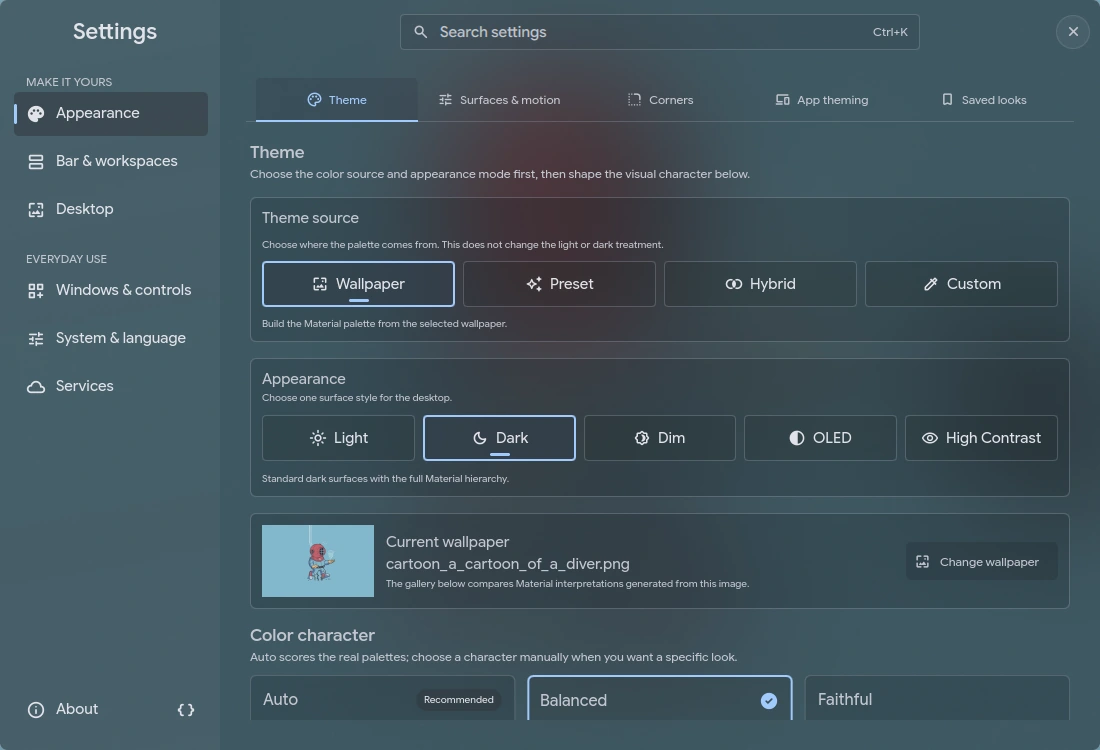 Settings
Search settings
Ctrl+K
MAKE IT YOURS
Appearance
Bar & workspaces
Desktop
EVERYDAY USE
Windows & controls
System & language
Services
About
Theme
Surfaces & motion
Corners
App theming
Saved looks
Theme
Choose the color source and appearance mode first, then shape the visual character below.
Theme source
Choose where the palette comes from. This does not change the light or dark treatment.
Wallpaper
Preset
Hybrid
Custom
Build the Material palette from the selected wallpaper.
Appearance
Choose one surface style for the desktop.
Light
Dark
Dim
OLED
High Contrast
Standard dark surfaces with the full Material hierarchy.
Current wallpaper
cartoon_a_cartoon_of_a_diver.png
The gallery below compares Material interpretations generated from this image.
Change wallpaper
Color character
Auto scores the real palettes; choose a character manually when you want a specific look.
Auto
Recommended
Balanced
Faithful